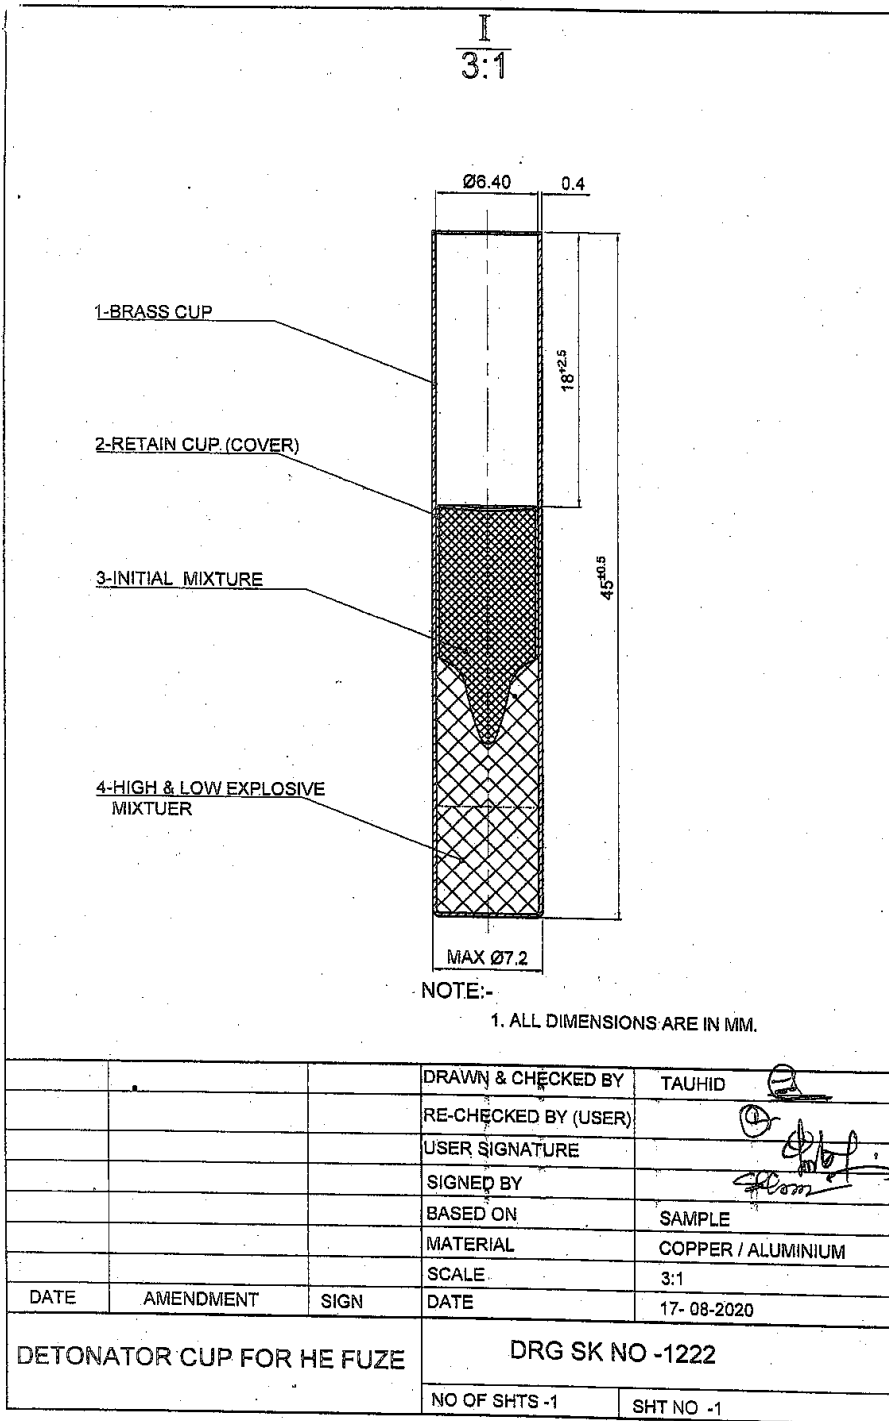 I
3:1
Ø6.40
0.4
1-BRASS CUP
18+2.5
2-RETAIN CUP (COVER)
3-INITIAL MIXTURE
45±0.5
4-HIGH & LOW EXPLOSIVE
MIXTUER
MAX Ø7.2
NOTE:-
1. ALL DIMENSIONS ARE IN MM.
DRAWN & CHECKED BY TAUHID
RE-CHECKED BY (USER)
USER SIGNATURE
SIGNED BY
BASED ON SAMPLE
MATERIAL COPPER / ALUMINIUM
SCALE 3:1
DATE AMENDMENT SIGN DATE 17-08-2020
DETONATOR CUP FOR HE FUZE DRG SK NO -1222
NO OF SHTS -1 SHT NO -1